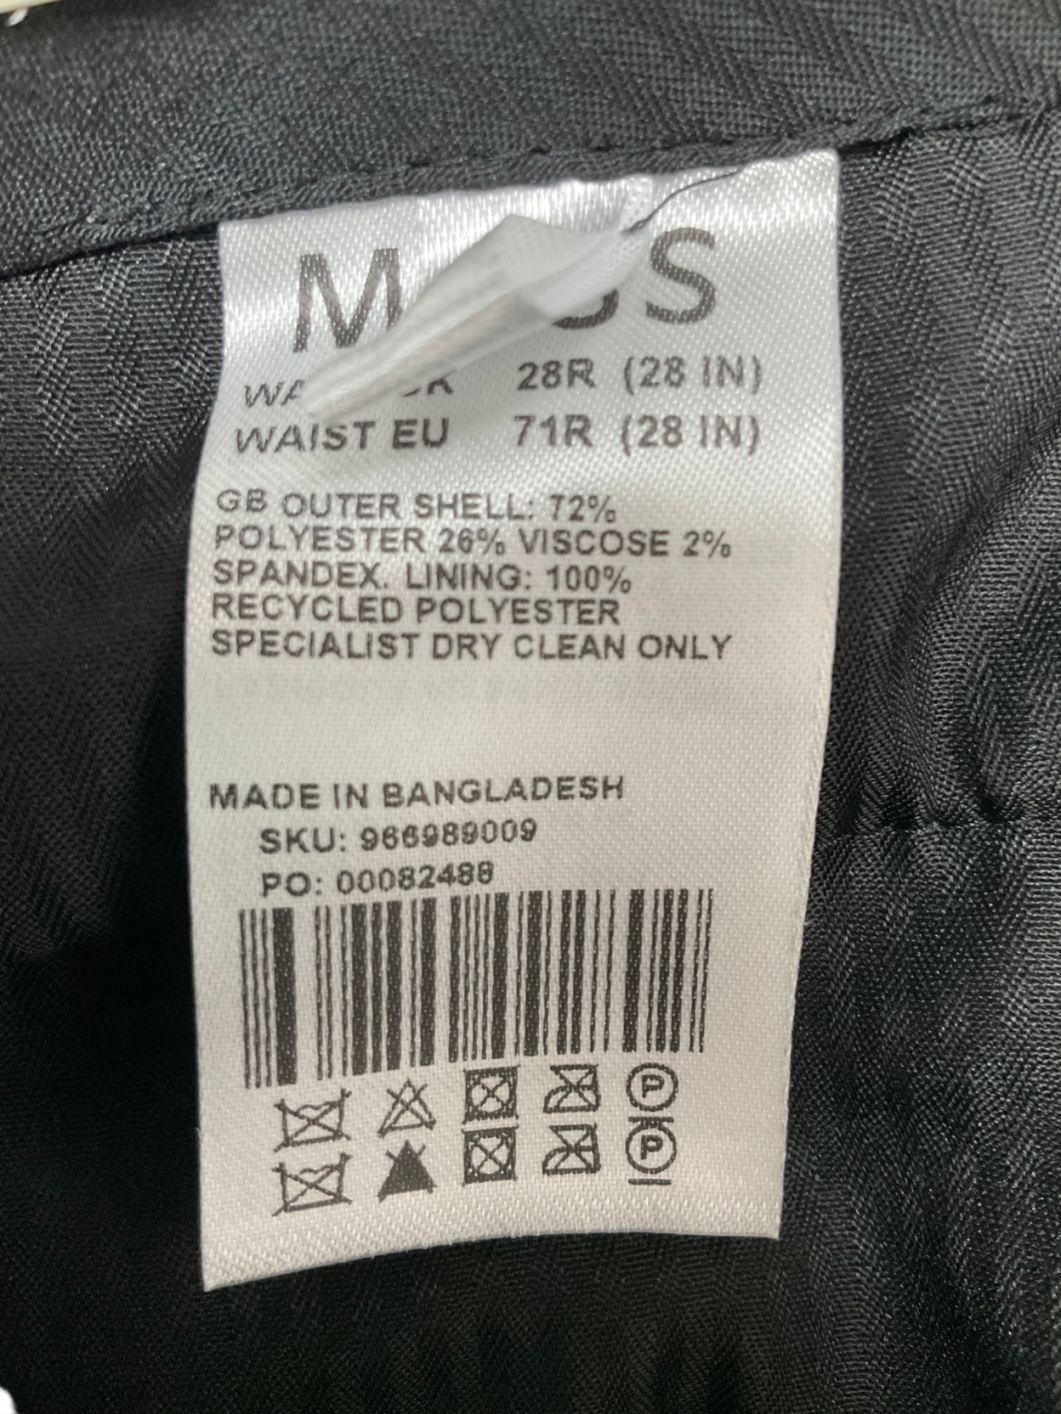 28R (28 IN)
WAIST EU 71R (28 IN)
GB OUTER SHELL: 72%
POLYESTER 26% VISCOSE 2%
SPANDEX. LINING: 100%
RECYCLED POLYESTER
SPECIALIST DRY CLEAN ONLY
MADE IN BANGLADESH
SKU: 966989009
PO: 00082488
P
P